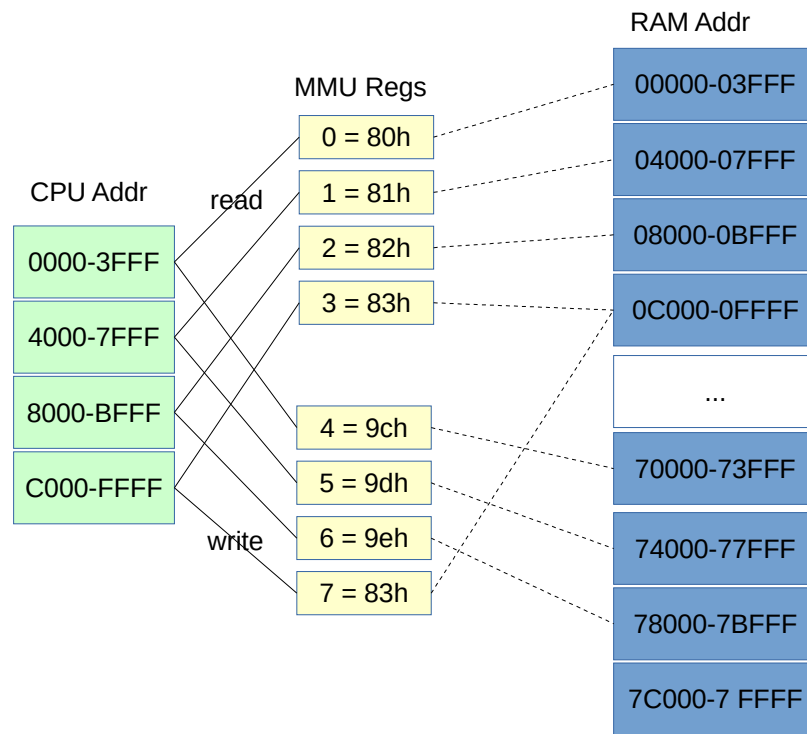 RAM Addr
00000-03FFF
MMU Regs
0 = 80h
04000-07FFF
1 = 81h
CPU Addr
read
08000-0BFFF
2 = 82h
0000-3FFF
3 = 83h
0C000-0FFFF
4000-7FFF
...
8000-BFFF
4 = 9ch
70000-73FFF
C000-FFFF
5 = 9dh
write
6 = 9eh
74000-77FFF
7 = 83h
78000-7BFFF
7C000-7 FFFF